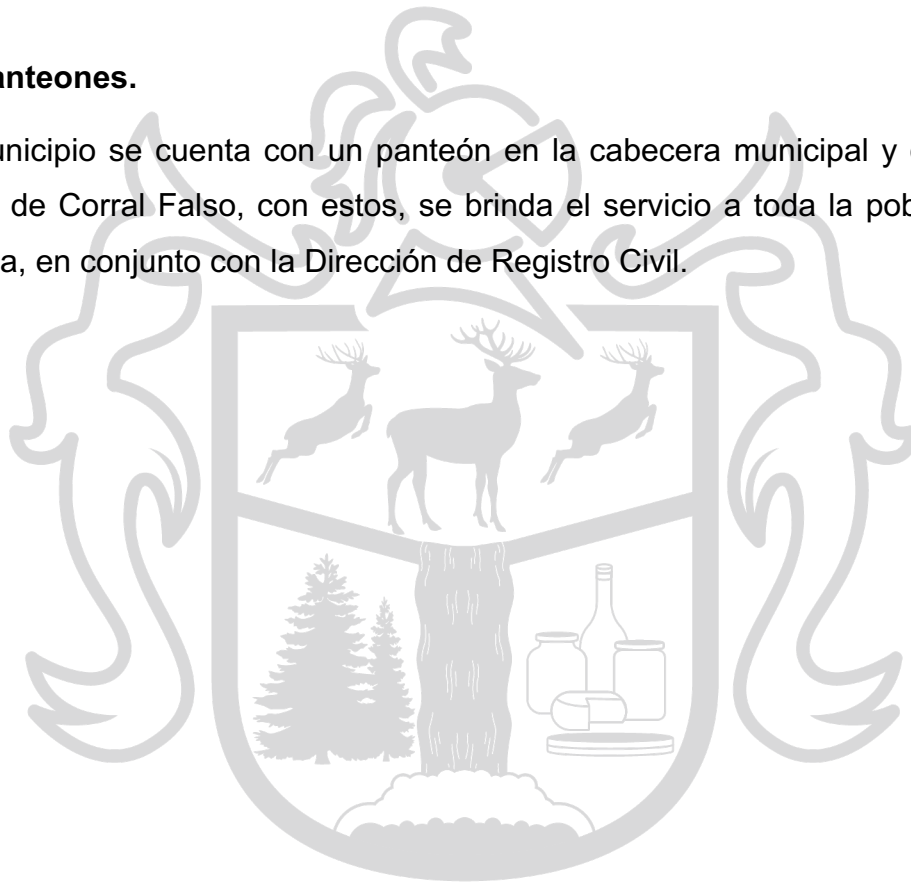 anteones.
unicipio se cuenta con un panteón en la cabecera municipal y
de Corral Falso, con estos, se brinda el servicio a toda la pob
a, en conjunto con la Dirección de Registro Civil.